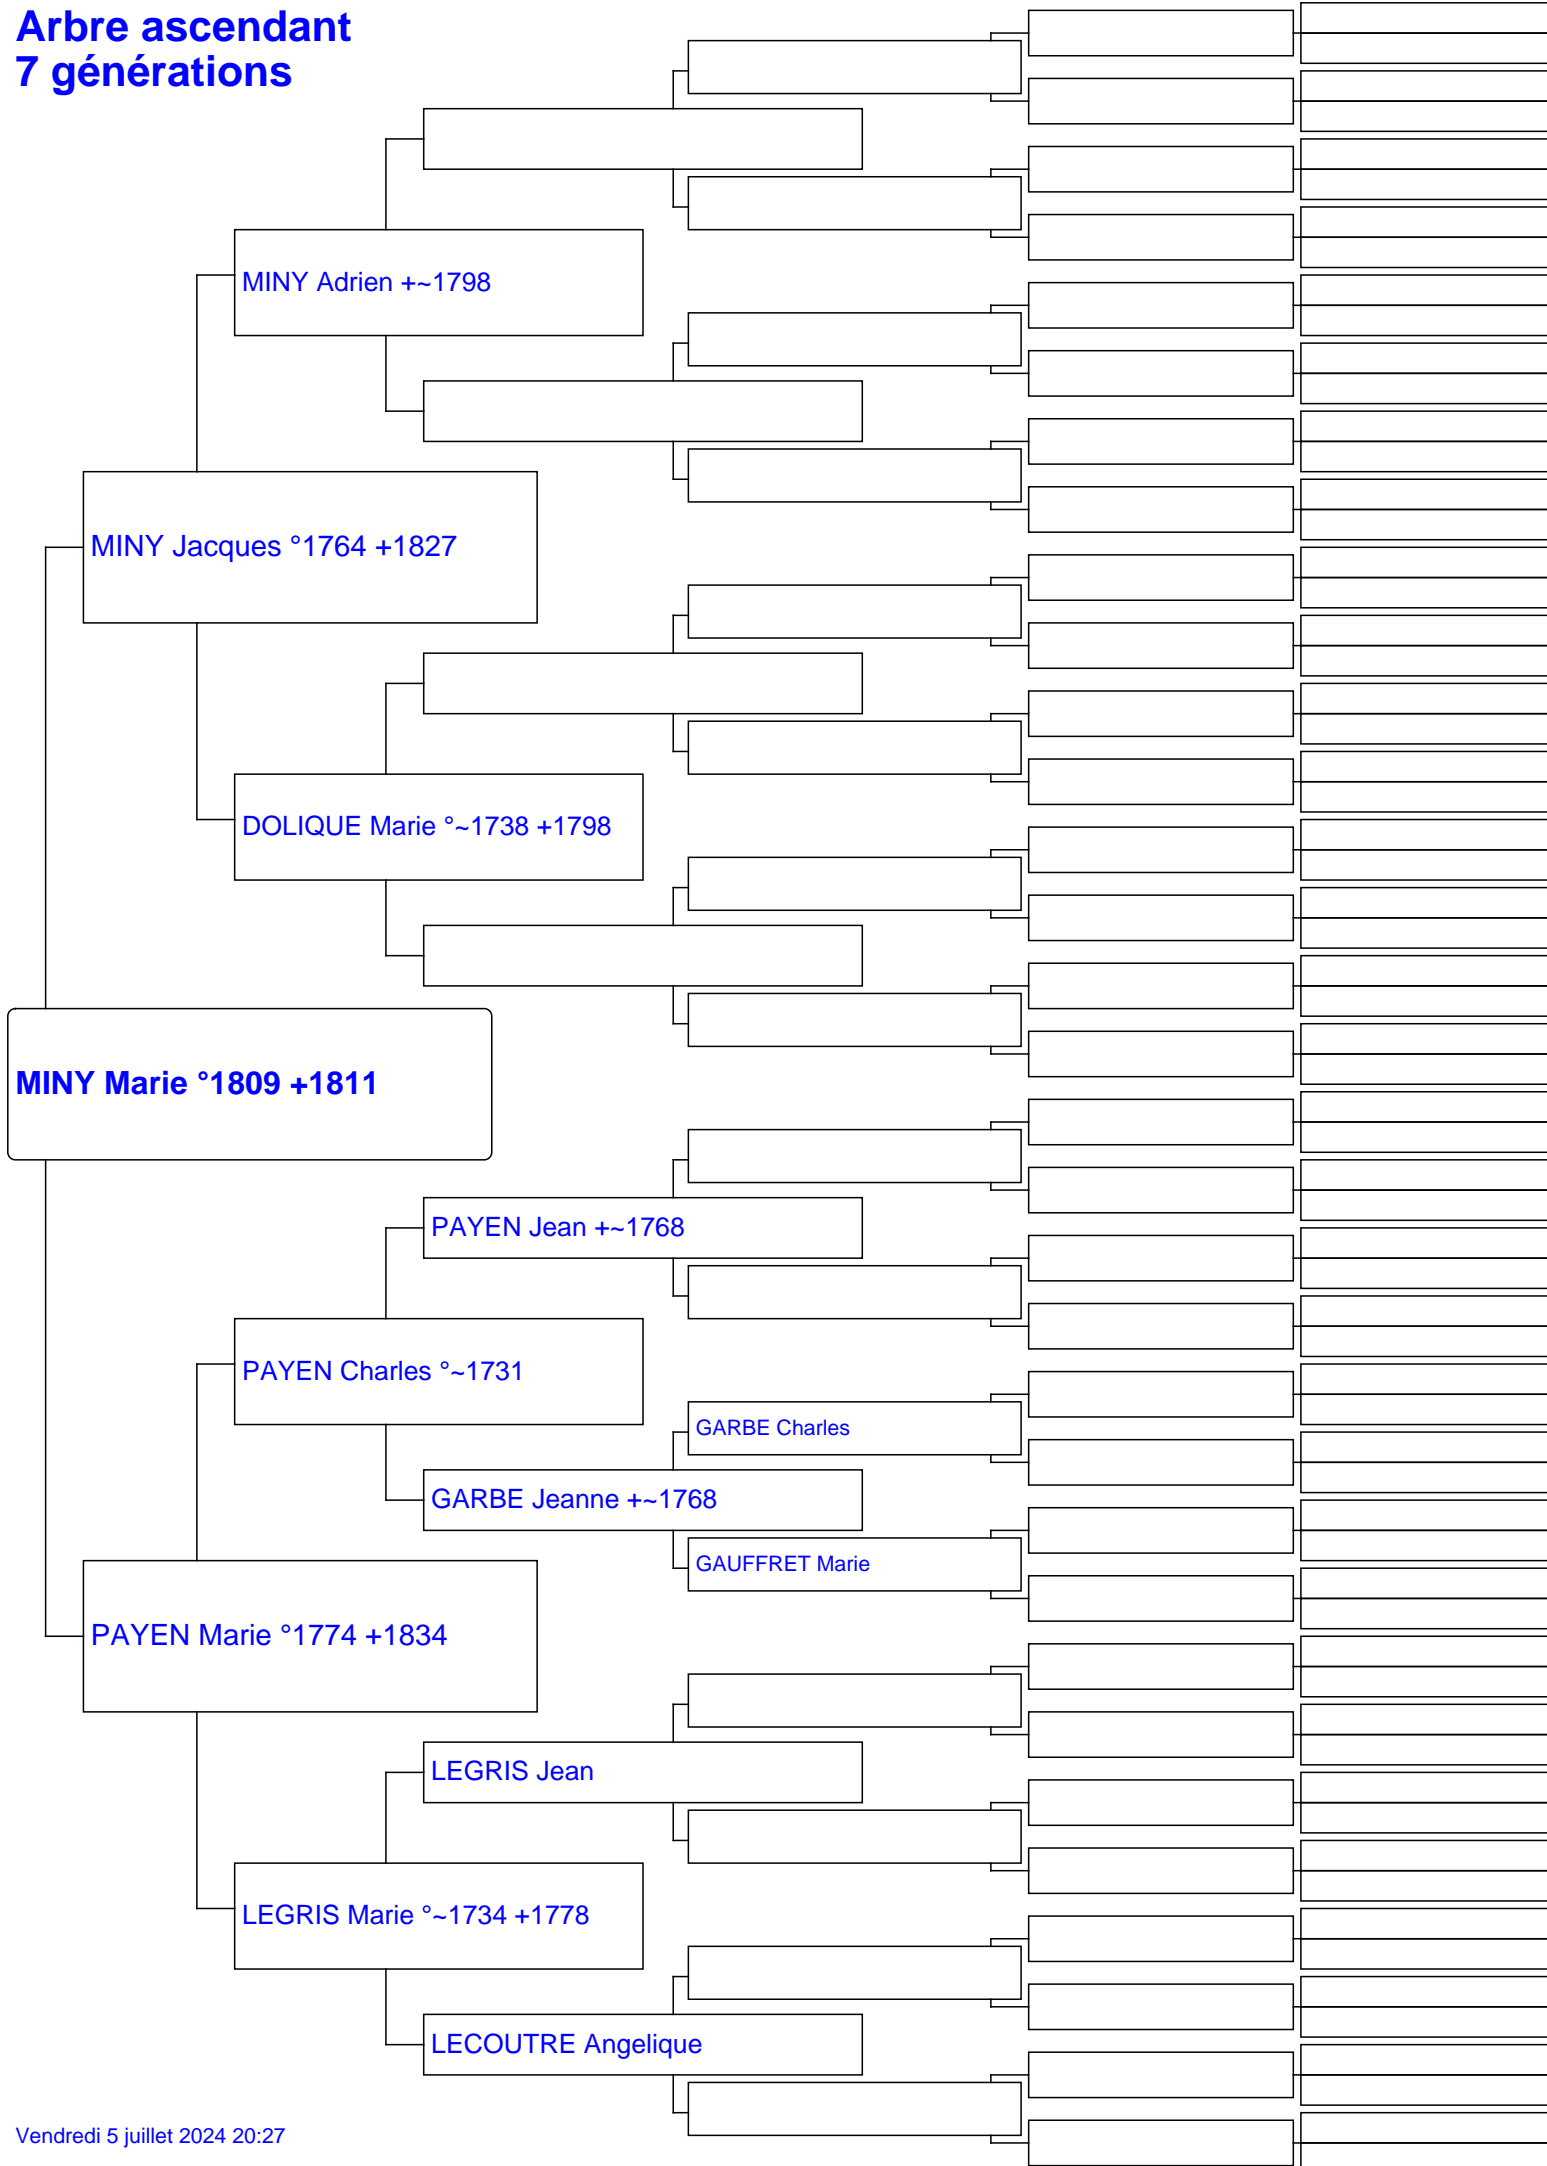 Arbre ascendant
7 générations
MINY Adrien +~1798
MINY Jacques °1764 +1827
DOLIQUE Marie °~1738 +1798
MINY Marie °1809 +1811
PAYEN Jean +~1768
PAYEN Charles °~1731
GARBE Charles
GARBE Jeanne +~1768
GAUFFRET Marie
PAYEN Marie °1774 +1834
LEGRIS Jean
LEGRIS Marie °~1734 +1778
LECOUTRE Angelique
Vendredi 5 juillet 2024 20:27